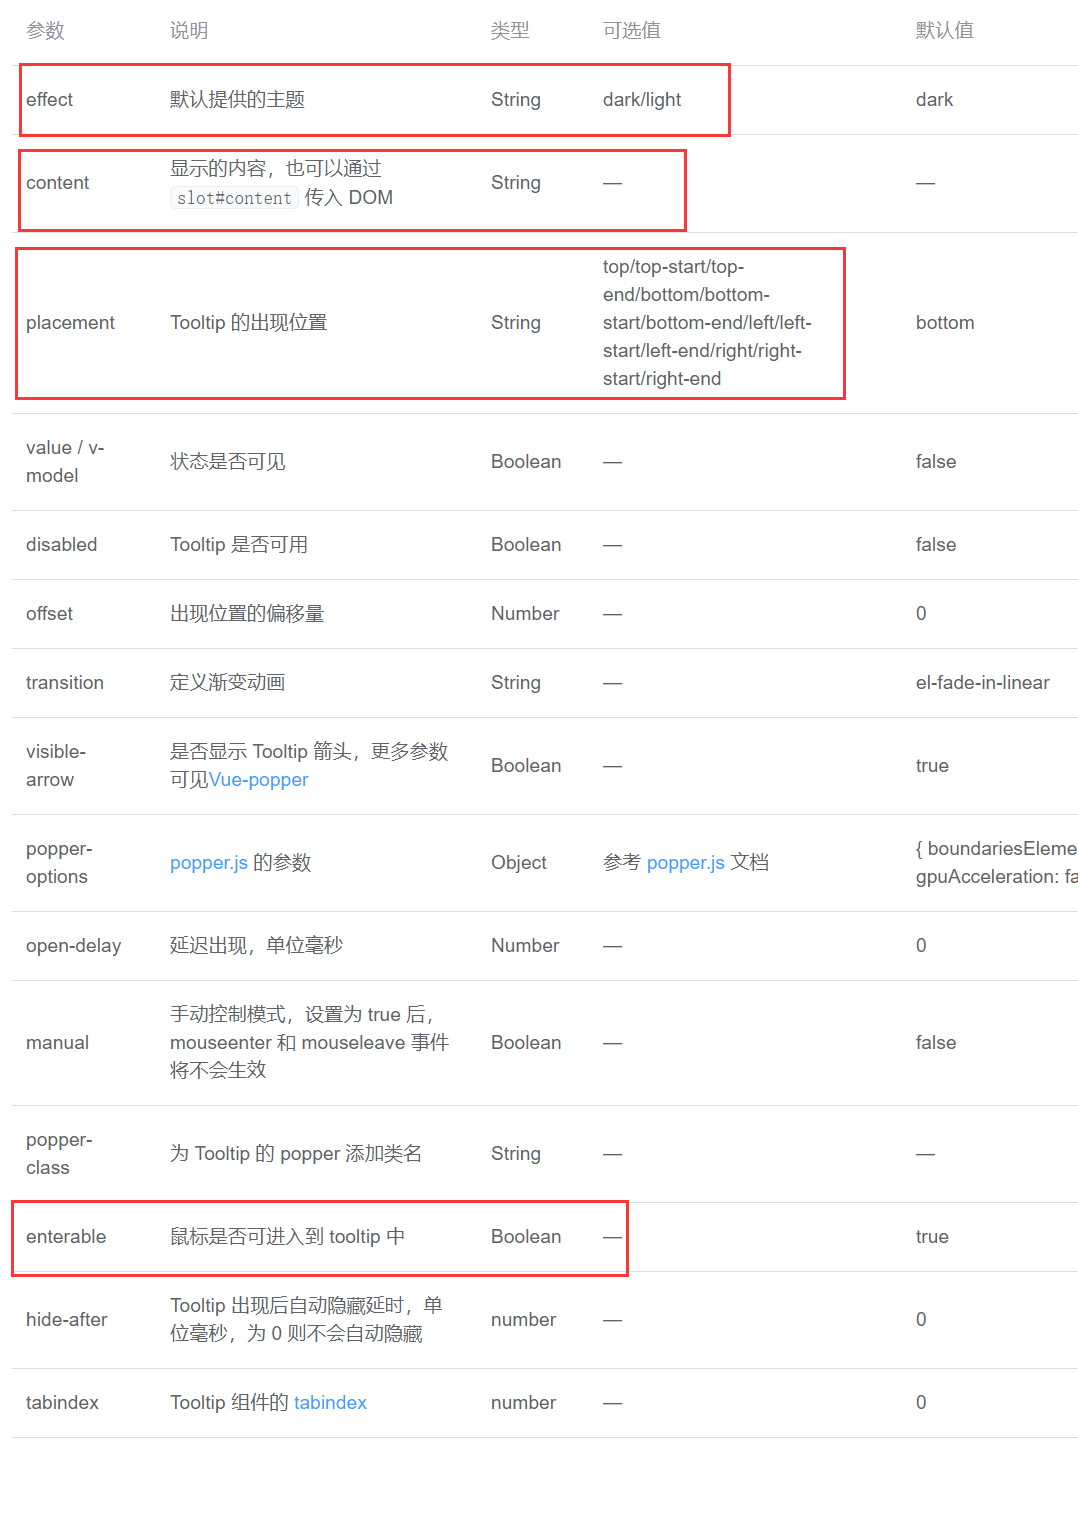 参数 说明 类型 可选值 默认值
effect 默认提供的主题 String dark/light dark
content 显示的内容，也可以通过 slot#content 传入 DOM String — —
placement Tooltip 的出现位置 String top/top-start/top-end/bottom/bottom-start/bottom-end/left/left-start/left-end/right/right-start/right-end bottom
value / v-model 状态是否可见 Boolean — false
disabled Tooltip 是否可用 Boolean — false
offset 出现位置的偏移量 Number — 0
transition 定义渐变动画 String — el-fade-in-linear
visible-arrow 是否显示 Tooltip 箭头，更多参数可见Vue-popper Boolean — true
popper-options popper.js 的参数 Object 参考 popper.js 文档 { boundariesEleme gpuAcceleration: fa
open-delay 延迟出现，单位毫秒 Number — 0
manual 手动控制模式，设置为 true 后，mouseenter 和 mouseleave 事件将不会生效 Boolean — false
popper-class 为 Tooltip 的 popper 添加类名 String — —
enterable 鼠标是否可进入到 tooltip 中 Boolean — true
hide-after Tooltip 出现后自动隐藏延时，单位毫秒，为 0 则不会自动隐藏 number — 0
tabindex Tooltip 组件的 tabindex number — 0